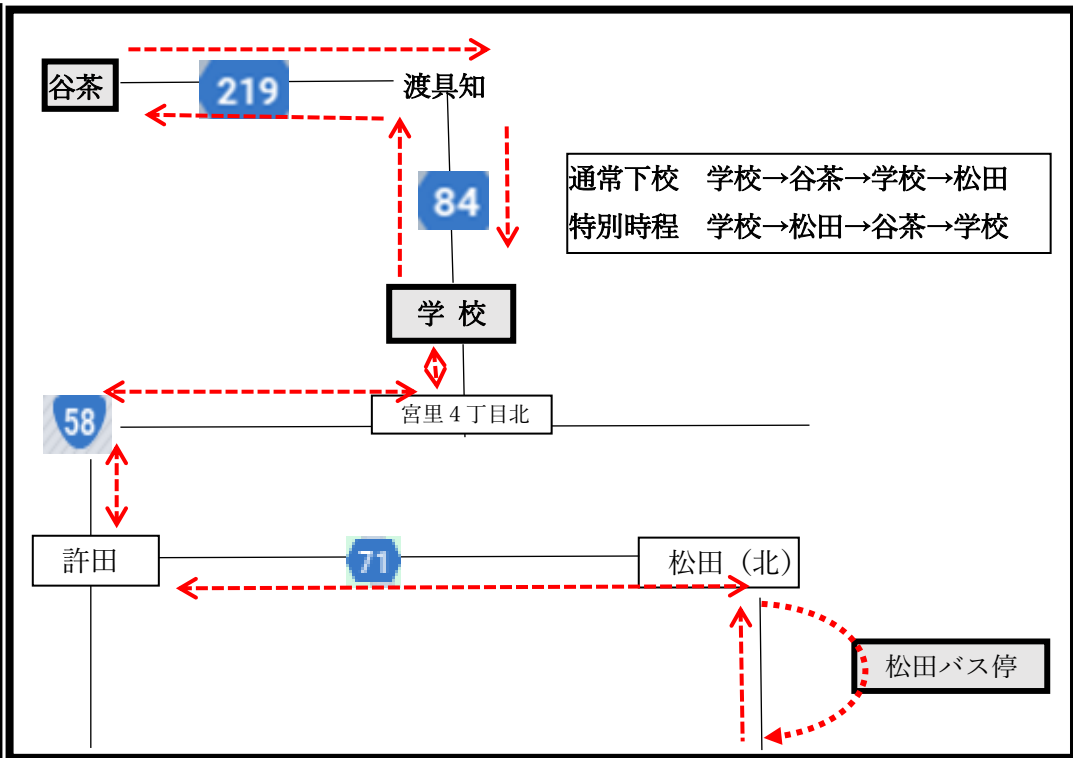 谷茶
219
渡具知
84
通常下校 学校→谷茶→学校→松田
特別時程 学校→松田→谷茶→学校
学 校
58
宮里4丁目北
許田
71
松田（北）
松田バス停